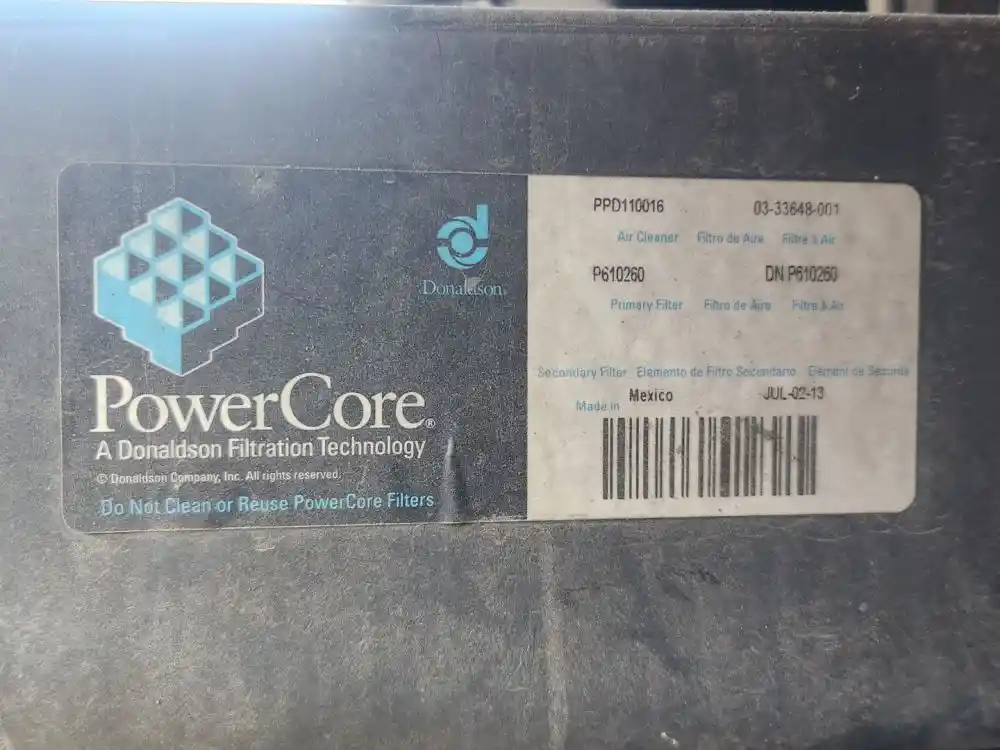 Donaldson.
PowerCore®
A Donaldson Filtration Technology
© Donaldson Company, Inc. All rights reserved.
Do Not Clean or Reuse PowerCore Filters
PPD110016 03-33648-001
Air Cleaner Filtro de Aire Filtre à Air
P610260 DN P610260
Primary Filter Filtro de Aire Filtre à Air
Secondary Filter Elemento de Filtro Secundario Element de Securité
Made in Mexico JUL-02-13